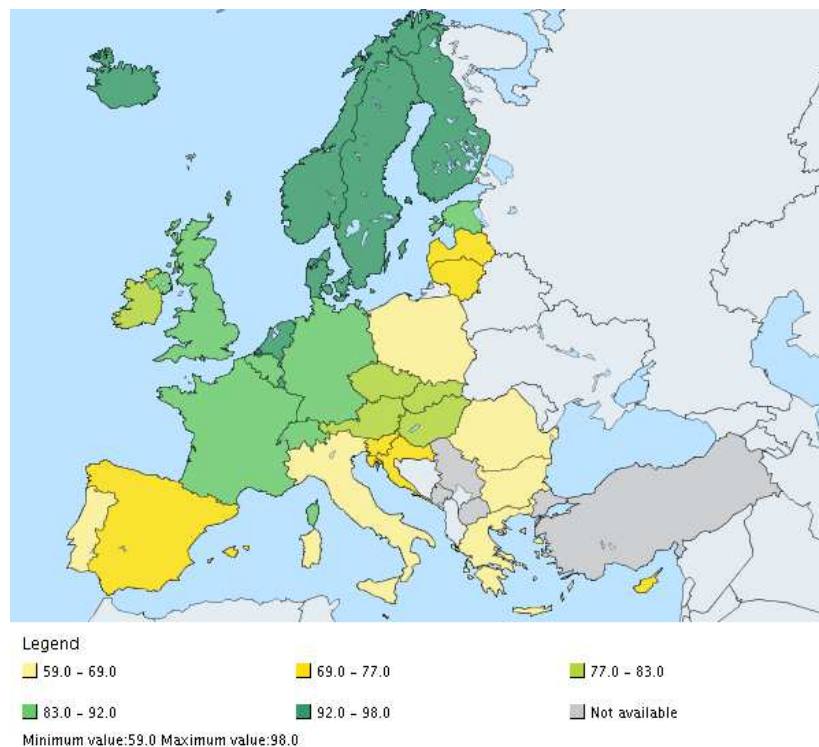 Legend
59.0 – 69.0
69.0 – 77.0
77.0 – 83.0
83.0 – 92.0
92.0 – 98.0
Not available
Minimum value:59.0 Maximum value:98.0